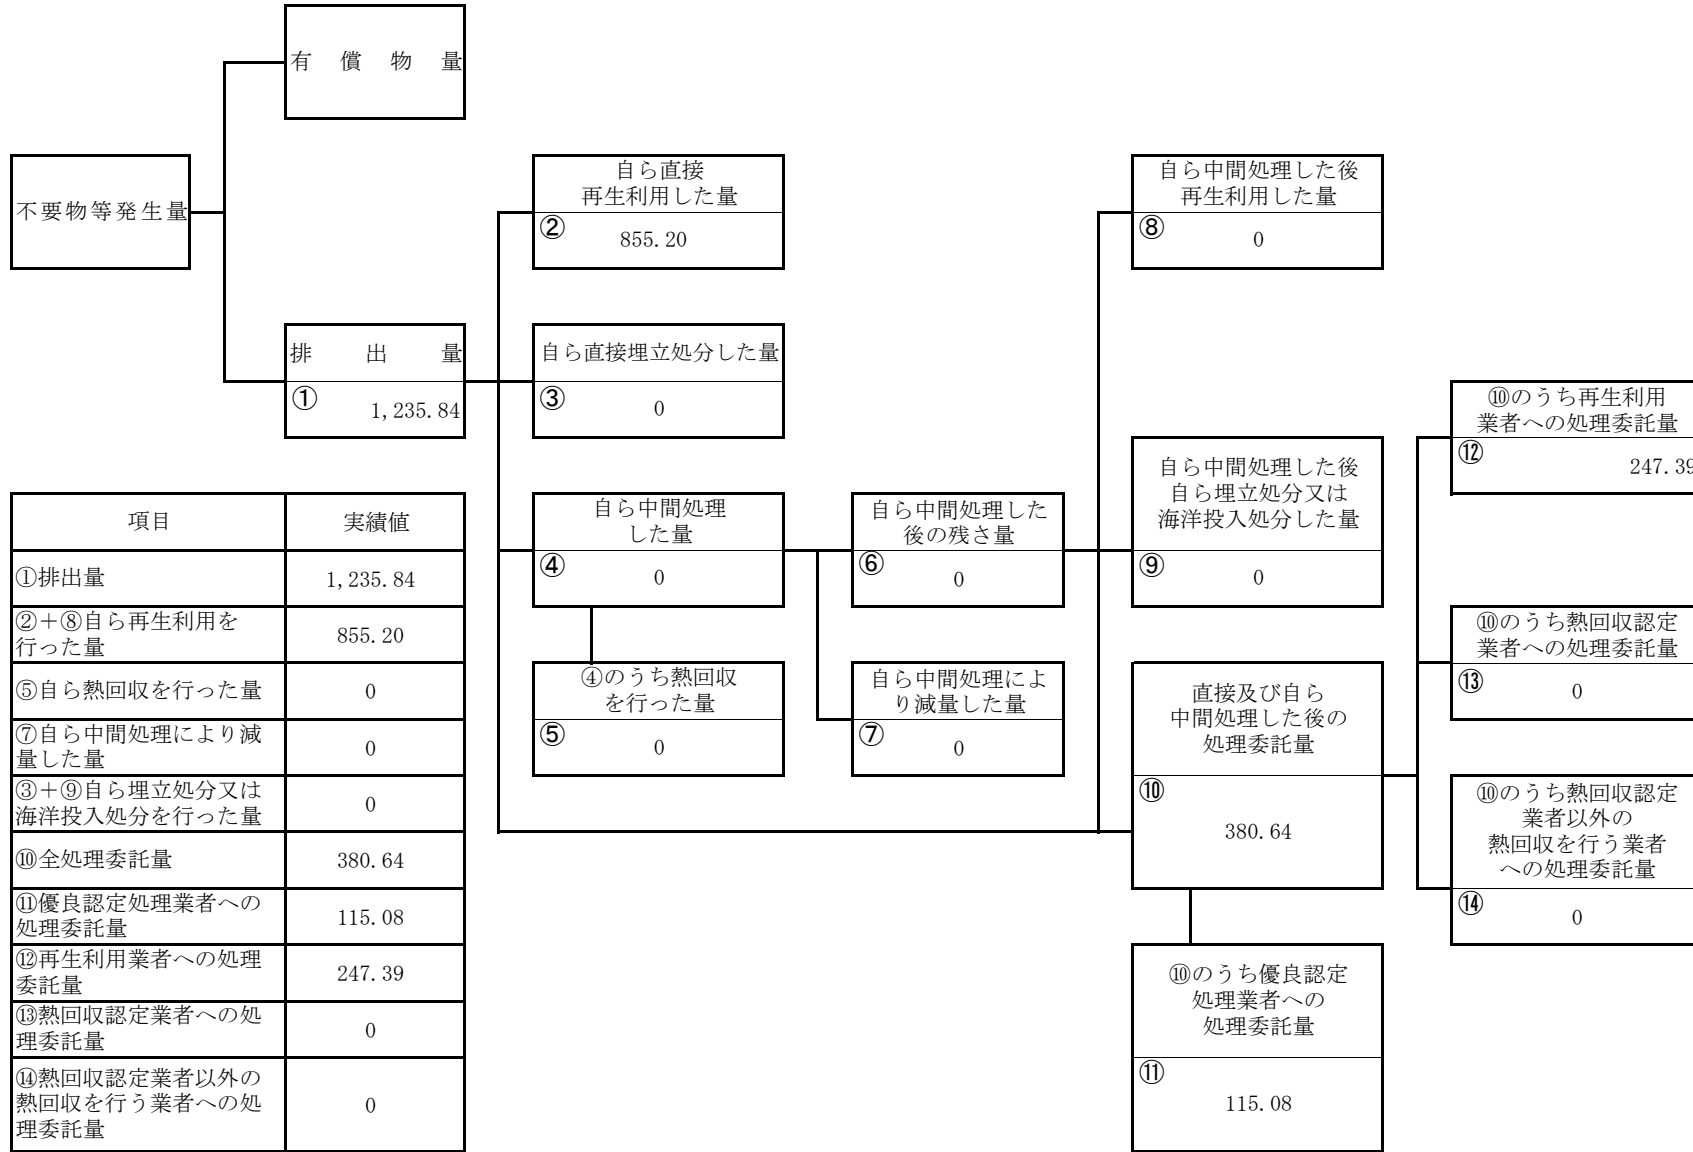 有償物量
不要物等発生量
自ら直接
再生利用した量
②
855.20
自ら中間処理した後
再生利用した量
⑧
0
排出量
①
1,235.84
自ら直接埋立処分した量
③
0
⑩のうち再生利用
業者への処理委託量
⑫
247.39
自ら中間処理した後
自ら埋立処分又は
海洋投入処分した量
⑨
0
自ら中間処理
した量
④
0
自ら中間処理した
後の残さ量
⑥
0
⑩のうち熱回収認定
業者への処理委託量
⑬
0
④のうち熱回収
を行った量
⑤
0
自ら中間処理によ
り減量した量
⑦
0
直接及び自ら
中間処理した後の
処理委託量
⑩
380.64
⑩のうち熱回収認定
業者以外の
熱回収を行う業者
への処理委託量
⑭
0
⑩のうち優良認定
処理業者への
処理委託量
⑪
115.08
項目 実績値
①排出量 1,235.84
②+⑧自ら再生利用を
行った量 855.20
⑤自ら熱回収を行った量 0
⑦自ら中間処理により減
量した量 0
③+⑨自ら埋立処分又は
海洋投入処分を行った量 0
⑩全処理委託量 380.64
⑪優良認定処理業者への
処理委託量 115.08
⑫再生利用業者への処理
委託量 247.39
⑬熱回収認定業者への処
理委託量 0
⑭熱回収認定業者以外の
熱回収を行う業者への処
理委託量 0